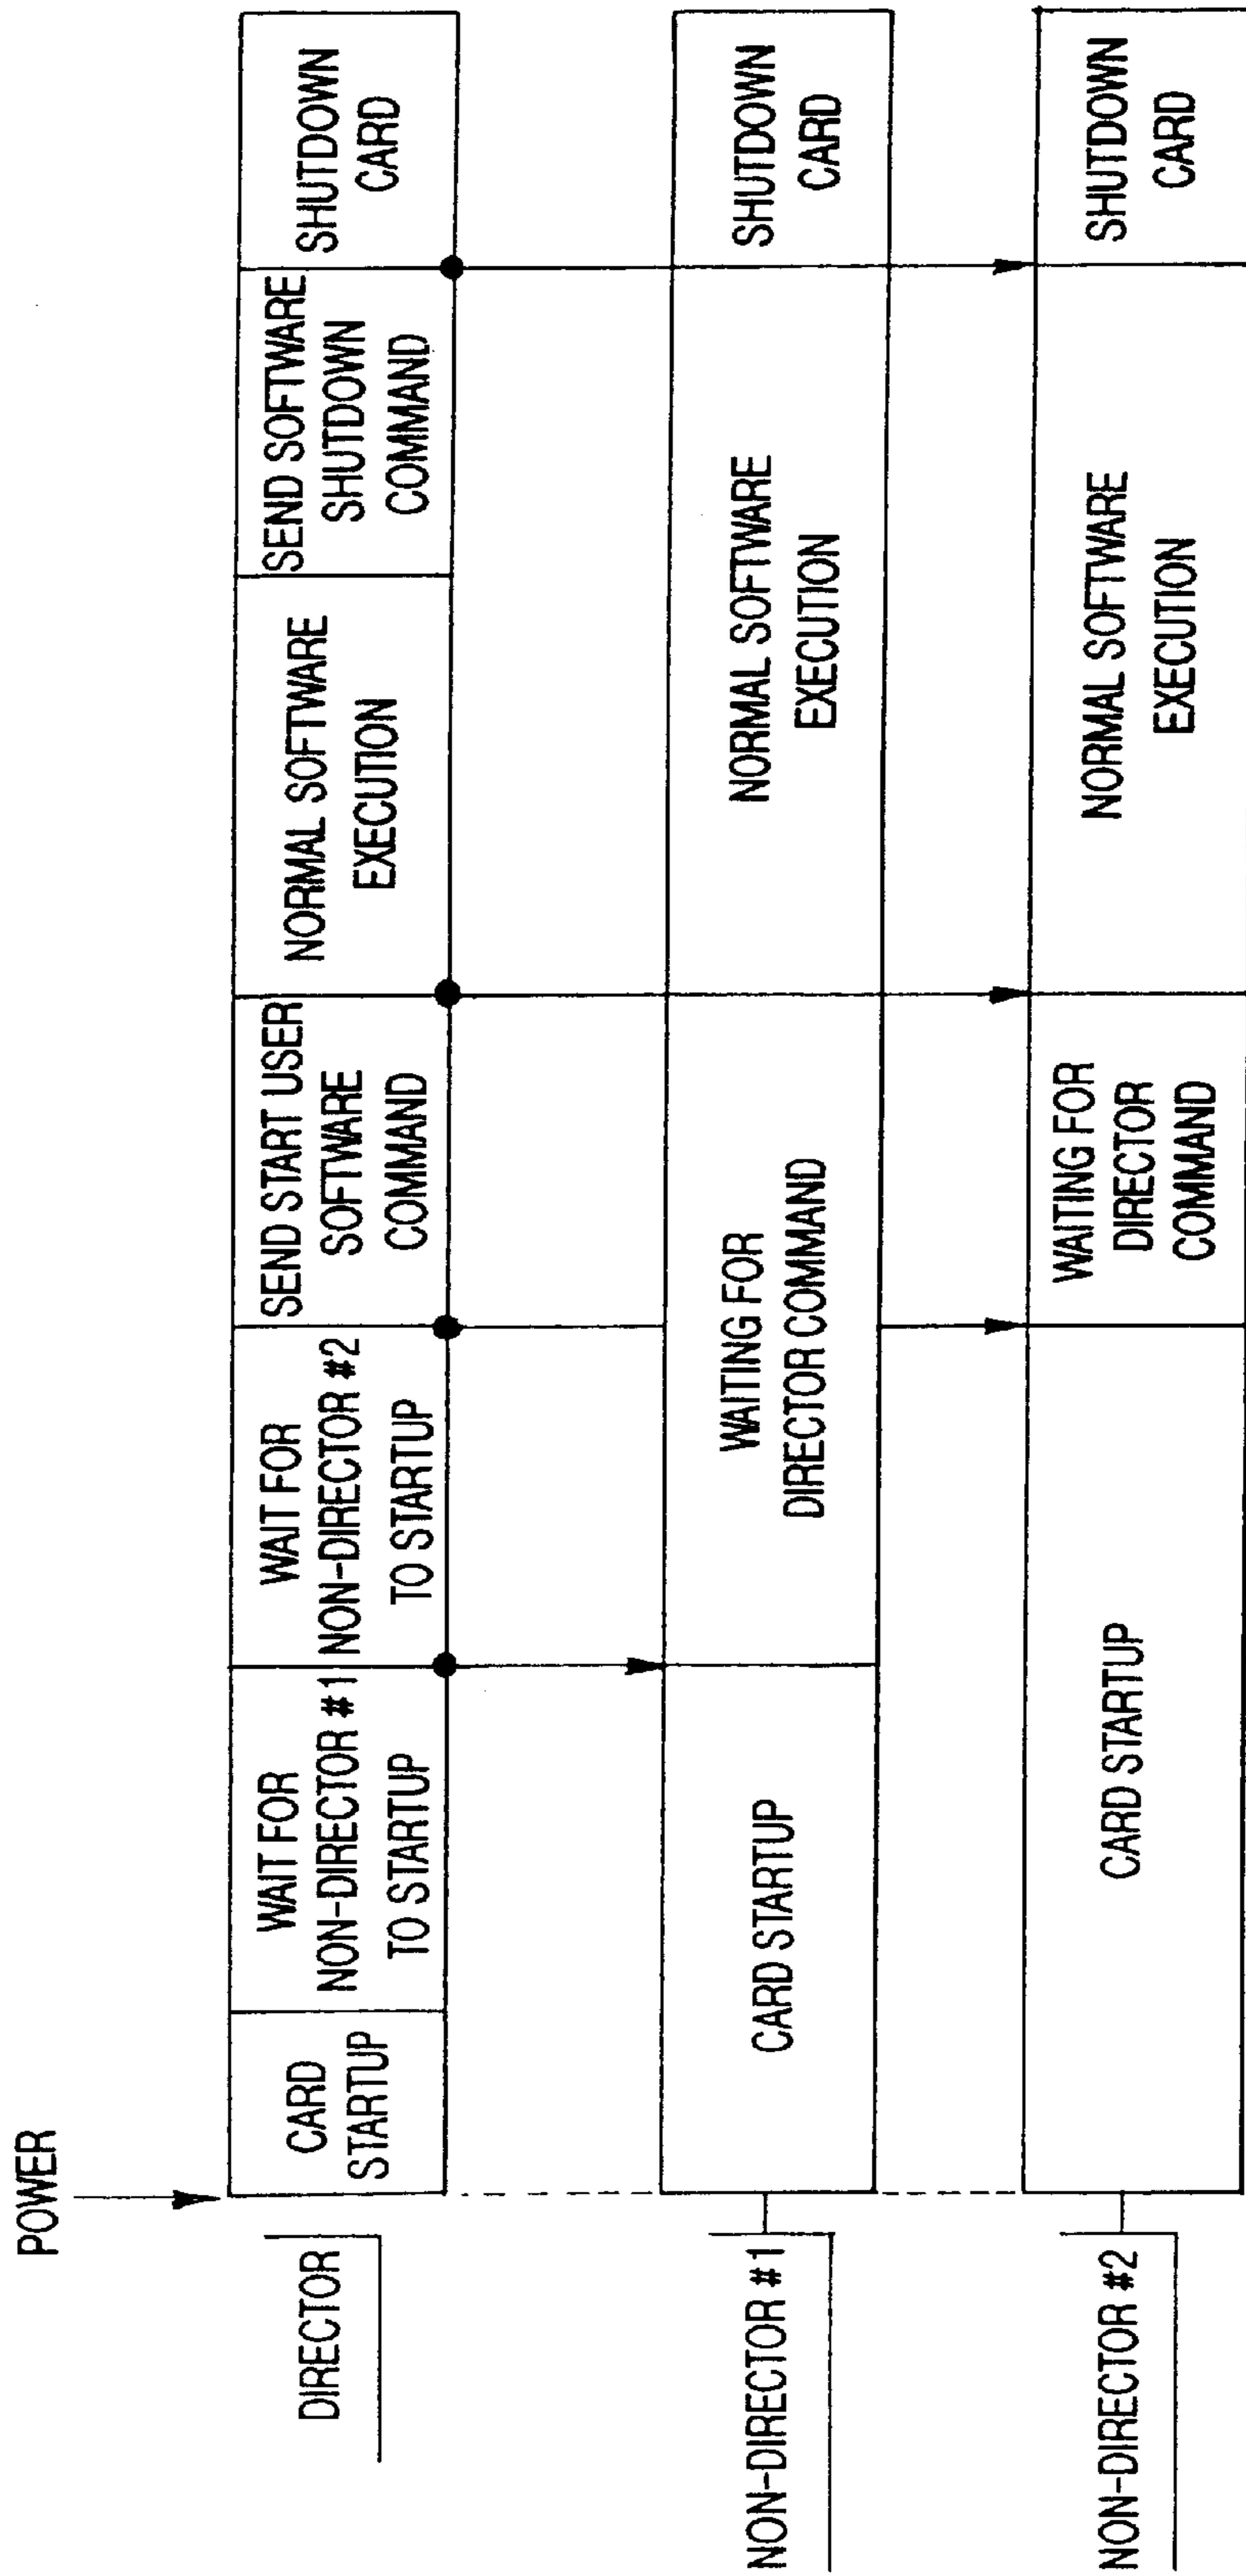 POWER
DIRECTOR
CARD
STARTUP
WAIT FOR
NON-DIRECTOR #1
TO STARTUP
WAIT FOR
NON-DIRECTOR #2
TO STARTUP
SEND START USER
SOFTWARE
COMMAND
NORMAL SOFTWARE
EXECUTION
SEND SOFTWARE
SHUTDOWN
COMMAND
SHUTDOWN
CARD
NON-DIRECTOR #1
CARD STARTUP
WAITING FOR
DIRECTOR COMMAND
NORMAL SOFTWARE
EXECUTION
SHUTDOWN
CARD
NON-DIRECTOR #2
CARD STARTUP
WAITING FOR
DIRECTOR
COMMAND
NORMAL SOFTWARE
EXECUTION
SHUTDOWN
CARD